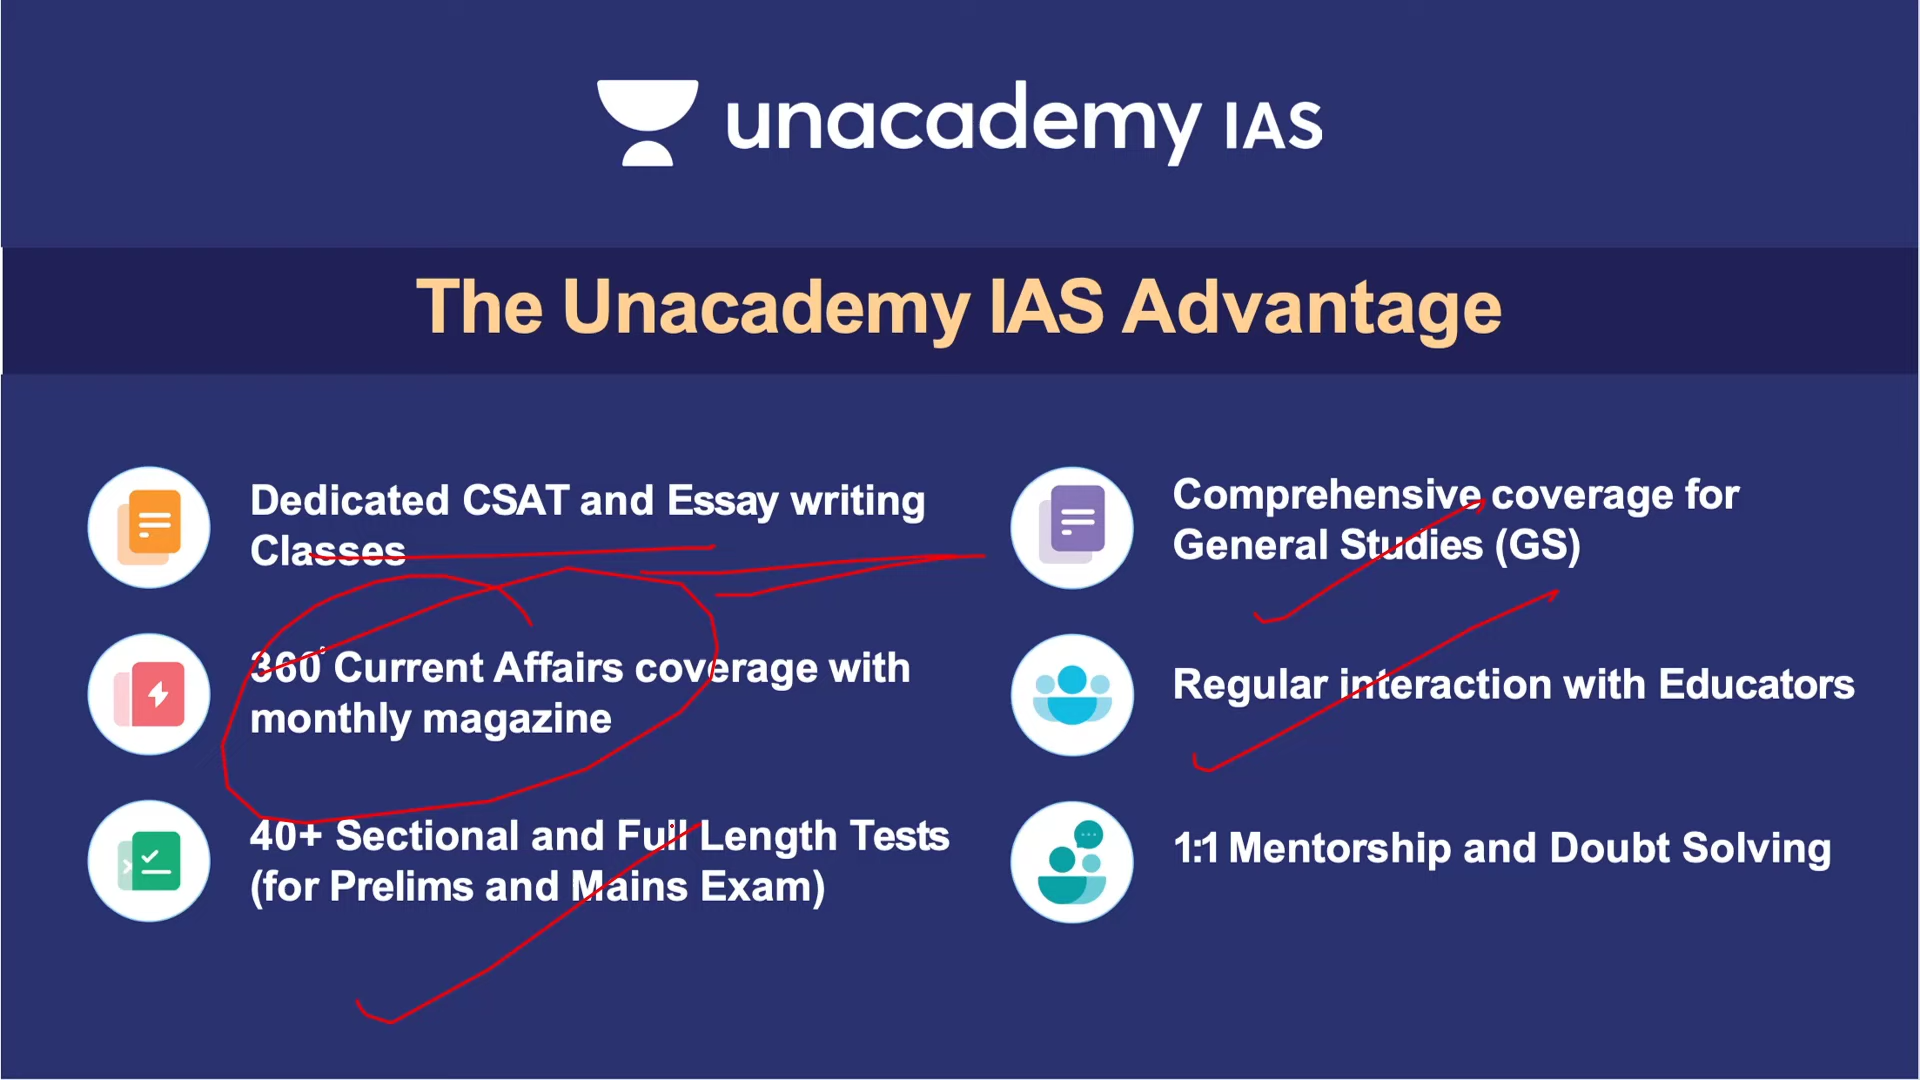 unacademy IAS
The Unacademy IAS Advantage
Dedicated CSAT and Essay writing
Classes
360° Current Affairs coverage with
monthly magazine
40+ Sectional and Full Length Tests
(for Prelims and Mains Exam)
Comprehensive coverage for
General Studies (GS)
Regular interaction with Educators
1:1 Mentorship and Doubt Solving